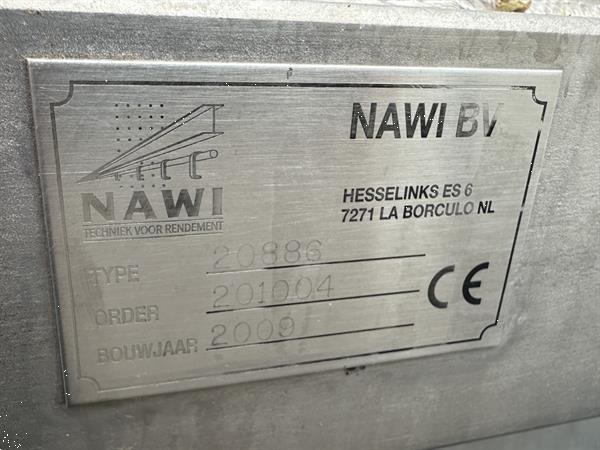 NAWI
TECHNIEK VOOR RENDEMENT
NAWI BV
HESSELINKS ES 6
7271 LA BORCULO NL
TYPE 20886
ORDER 201004
BOUWJAAR 2009
CE